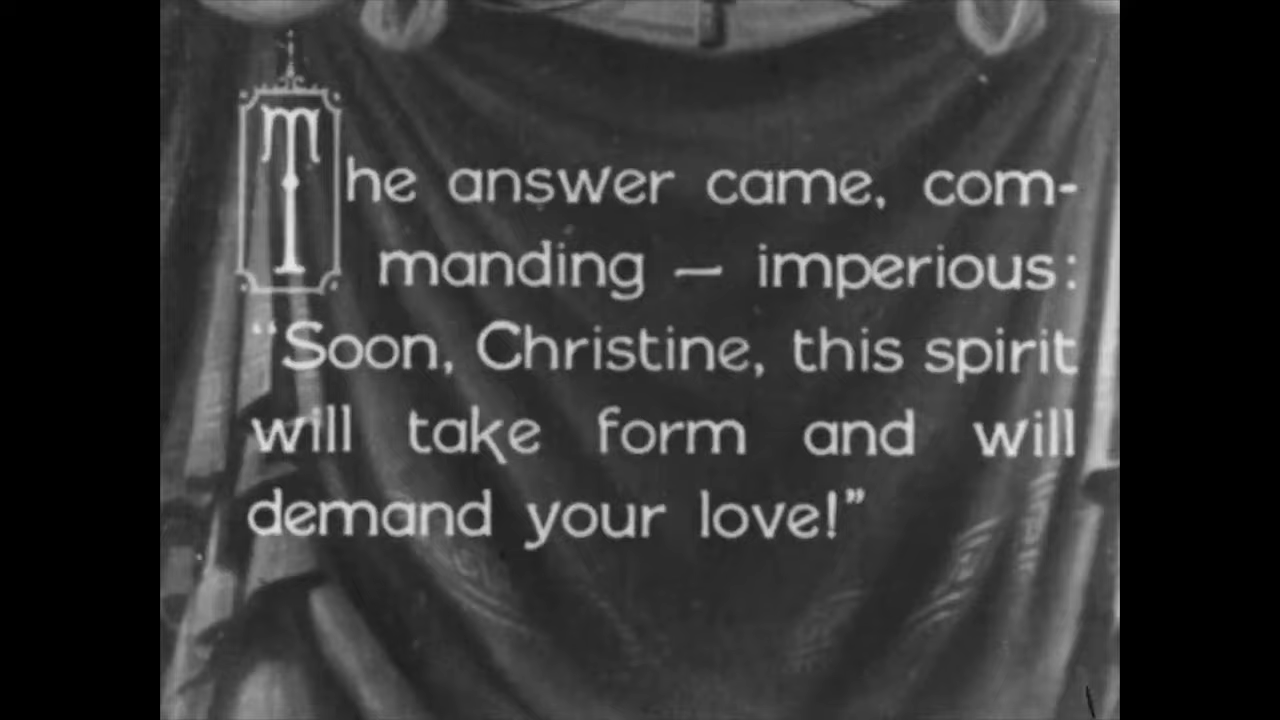 The answer came, com-
manding — imperious:
“Soon, Christine, this spirit
will take form and will
demand your love!”